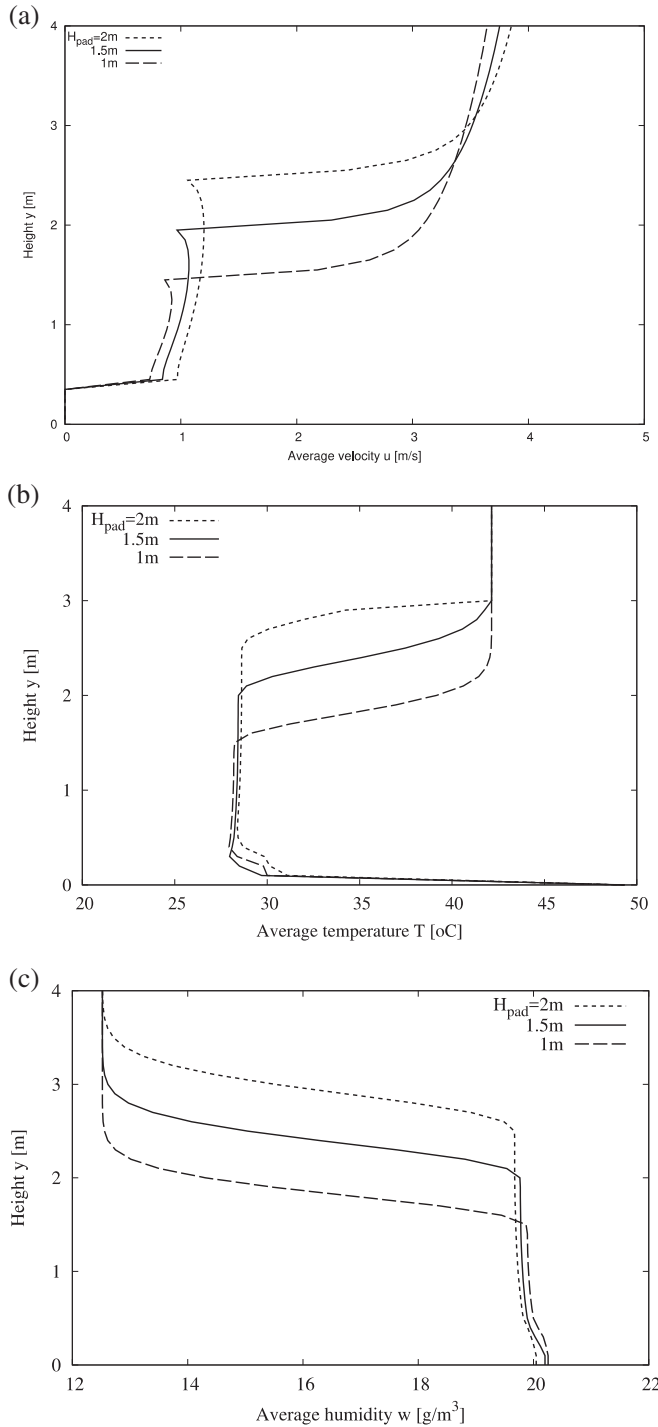 (a)
4
H_pad=2m
1.5m
1m
3
Height y [m]
2
1
0
0 1 2 3 4 5
Average velocity u [m/s]
(b)
4
H_pad=2m
1.5m
1m
3
Height y [m]
2
1
0
20 25 30 35 40 45 50
Average temperature T [oC]
(c)
4
H_pad=2m
1.5m
1m
3
Height y [m]
2
1
0
12 14 16 18 20 22
Average humidity w [g/m³]